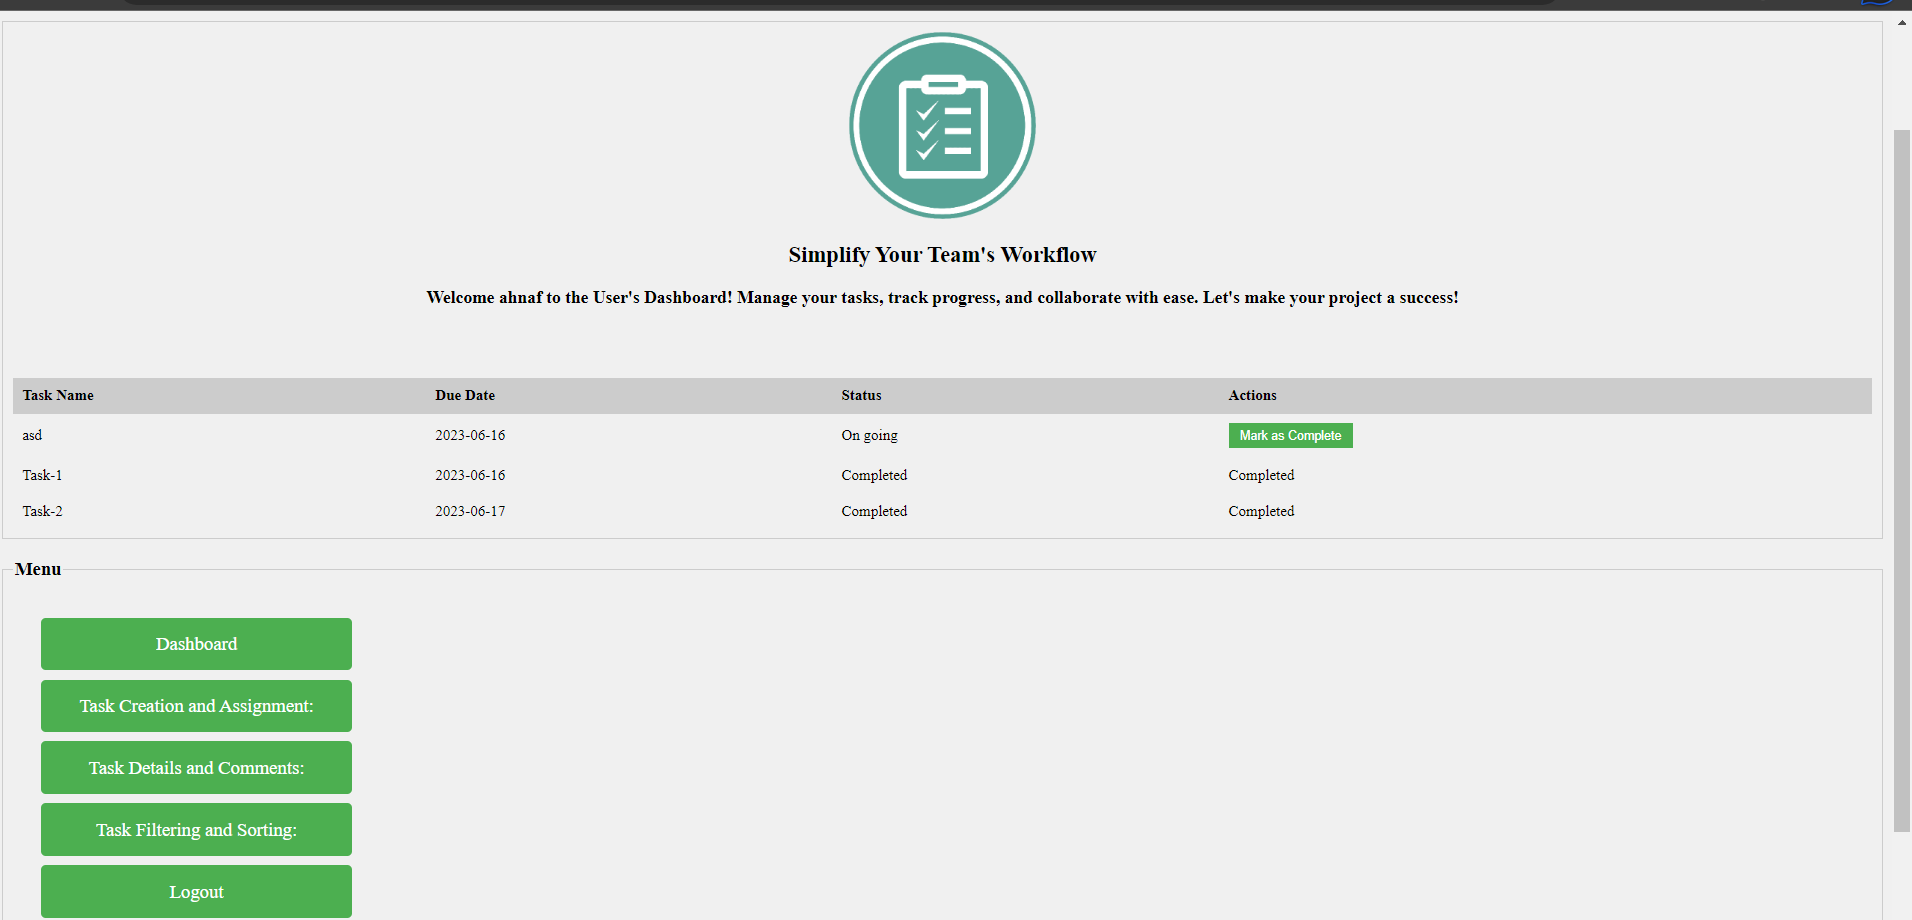 Simplify Your Team's Workflow
Welcome ahnaf to the User's Dashboard! Manage your tasks, track progress, and collaborate with ease. Let's make your project a success!
Task Name Due Date Status Actions
asd 2023-06-16 On going Mark as Complete
Task-1 2023-06-16 Completed Completed
Task-2 2023-06-17 Completed Completed
Menu
Dashboard
Task Creation and Assignment:
Task Details and Comments:
Task Filtering and Sorting:
Logout